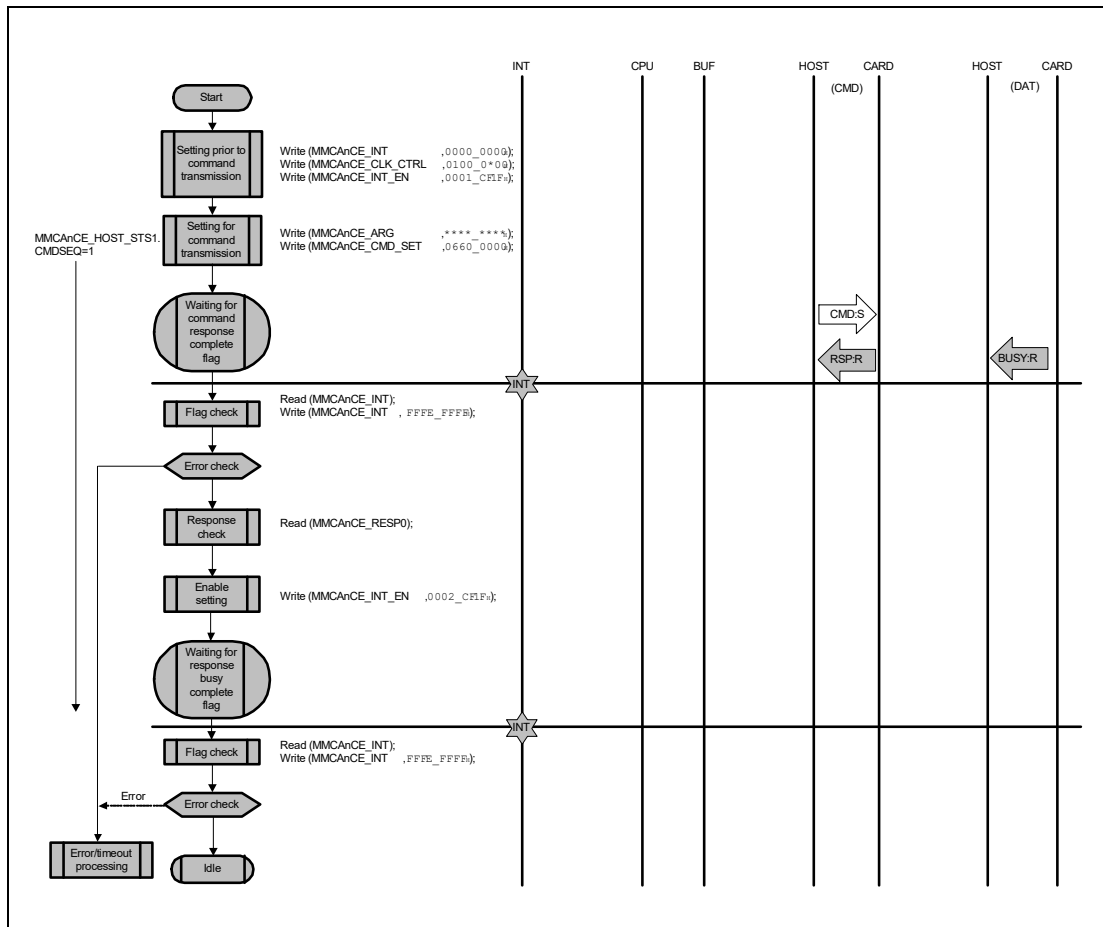 INT CPU BUF HOST CARD HOST CARD
(CMD) (DAT)
Start
Setting prior to
command
transmission
Write (MMCAnCE_INT ,0000_0000H);
Write (MMCAnCE_CLK_CTRL ,0100_0*00H);
Write (MMCAnCE_INT_EN ,0001_CF1FH);
MMCAnCE_HOST_STS1.
CMDSEQ=1
Setting for
command
transmission
Write (MMCAnCE_ARG ,****_****H);
Write (MMCAnCE_CMD_SET ,0660_0000H);
Waiting for
command
response
complete
flag
CMD:S
RSP:R
BUSY:R
INT
Flag check
Read (MMCAnCE_INT);
Write (MMCAnCE_INT , FFFE_FFFFH);
Error check
Response
check
Read (MMCAnCE_RESP0);
Enable
setting
Write (MMCAnCE_INT_EN ,0002_CF1FH);
Waiting for
response
busy
complete
flag
INT
Flag check
Read (MMCAnCE_INT);
Write (MMCAnCE_INT ,FFFE_FFFFH);
Error
Error check
Error/timeout
processing
Idle